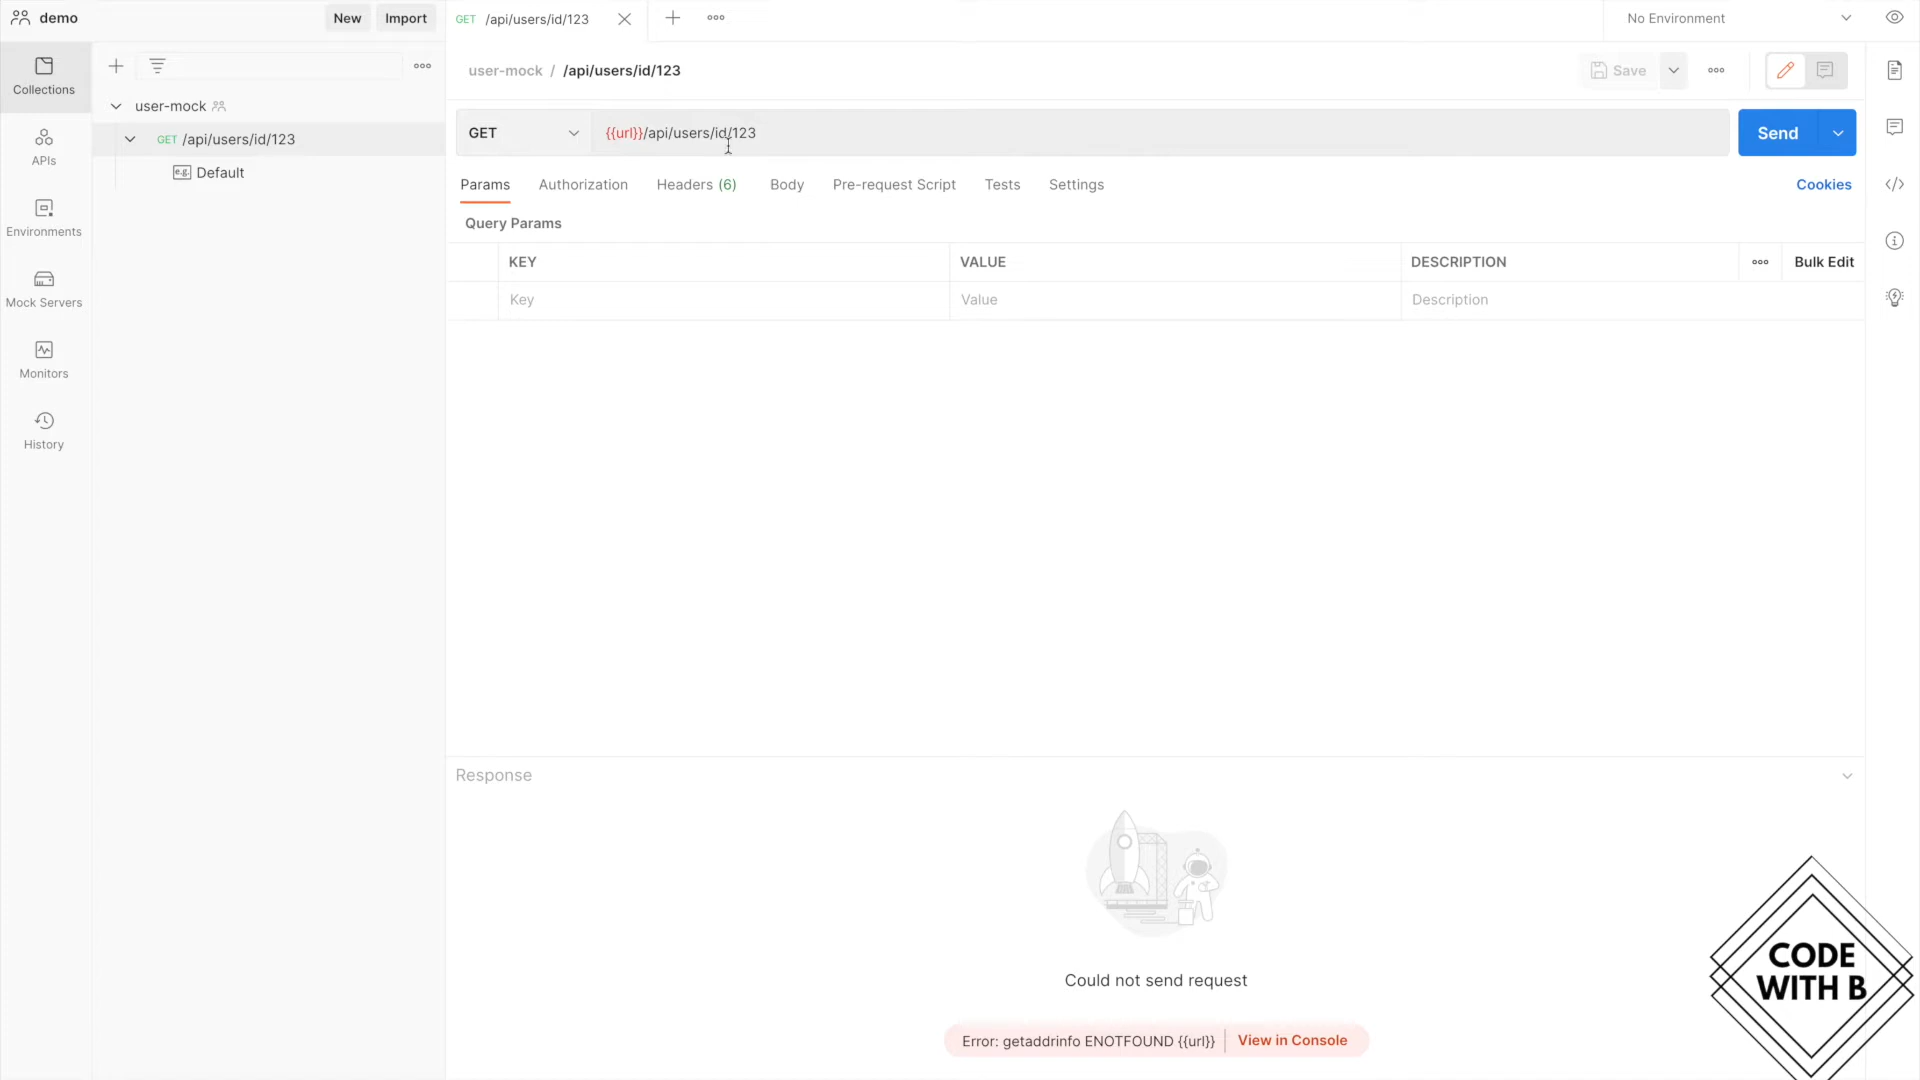 demo
New
Import
GET /api/users/id/123
No Environment
Collections
APIs
Environments
Mock Servers
Monitors
History
user-mock
GET /api/users/id/123
e.g. Default
user-mock / /api/users/id/123
Save
GET
{{url}}/api/users/id/123
Send
Params
Authorization
Headers (6)
Body
Pre-request Script
Tests
Settings
Cookies
Query Params
KEY
VALUE
DESCRIPTION
Bulk Edit
Key
Value
Description
Response
Could not send request
Error: getaddrinfo ENOTFOUND {{url}}
View in Console
CODE
WITH B